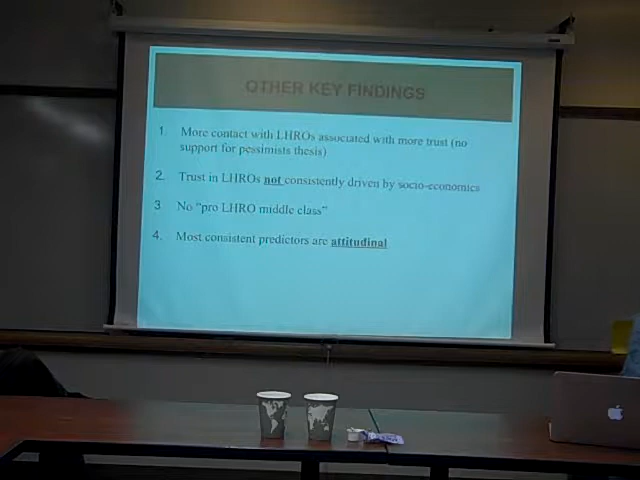 OTHER KEY FINDINGS
1. More contact with LHROs associated with more trust (no
support for pessimists thesis)
2. Trust in LHROs not consistently driven by socio-economics
3 No "pro LHRO middle class"
4. Most consistent predictors are attitudinal